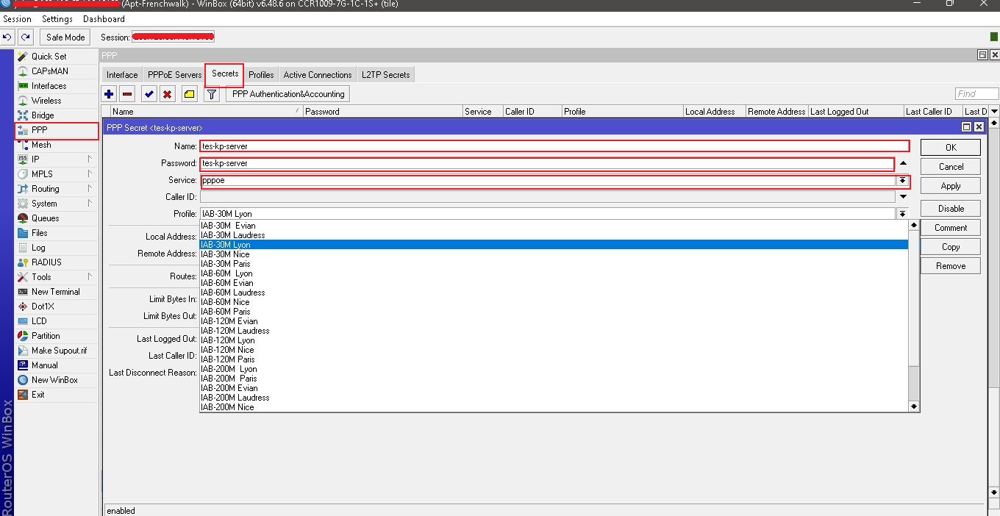 (Apt-Frenchwalk) - WinBox (64bit) v6.48.6 on CCR1009-7G-1C-1S+ (tile)
Session Settings Dashboard
Safe Mode Session:
Quick Set
CAPsMAN
Interfaces
Wireless
Bridge
PPP
Mesh
IP
MPLS
Routing
System
Queues
Files
Log
RADIUS
Tools
New Terminal
Dot1X
LCD
Partition
Make Supout.rif
Manual
New WinBox
Exit
RouterOS WinBox
PPP
Interface PPPoE Servers Secrets Profiles Active Connections L2TP Secrets
PPP Authentication&Accounting Find
Name Password Service Caller ID Profile Local Address Remote Address Last Logged Out Last Caller ID Last D
PPP Secret <tes-kp-server>
Name: tes-kp-server
Password: tes-kp-server
Service: pppoe
Caller ID:
Profile: IAB-30M Lyon
IAB-30M Evian
IAB-30M Laudress
IAB-30M Lyon
IAB-30M Nice
IAB-30M Paris
IAB-60M Lyon
IAB-60M Evian
IAB-60M Laudress
IAB-60M Nice
IAB-60M Paris
IAB-120M Evian
IAB-120M Laudress
IAB-120M Lyon
IAB-120M Nice
IAB-120M Paris
IAB-200M Lyon
IAB-200M Paris
IAB-200M Evian
IAB-200M Laudress
IAB-200M Nice
Local Address:
Remote Address:
Routes:
Limit Bytes In:
Limit Bytes Out:
Last Logged Out:
Last Caller ID:
Last Disconnect Reason:
OK
Cancel
Apply
Disable
Comment
Copy
Remove
enabled